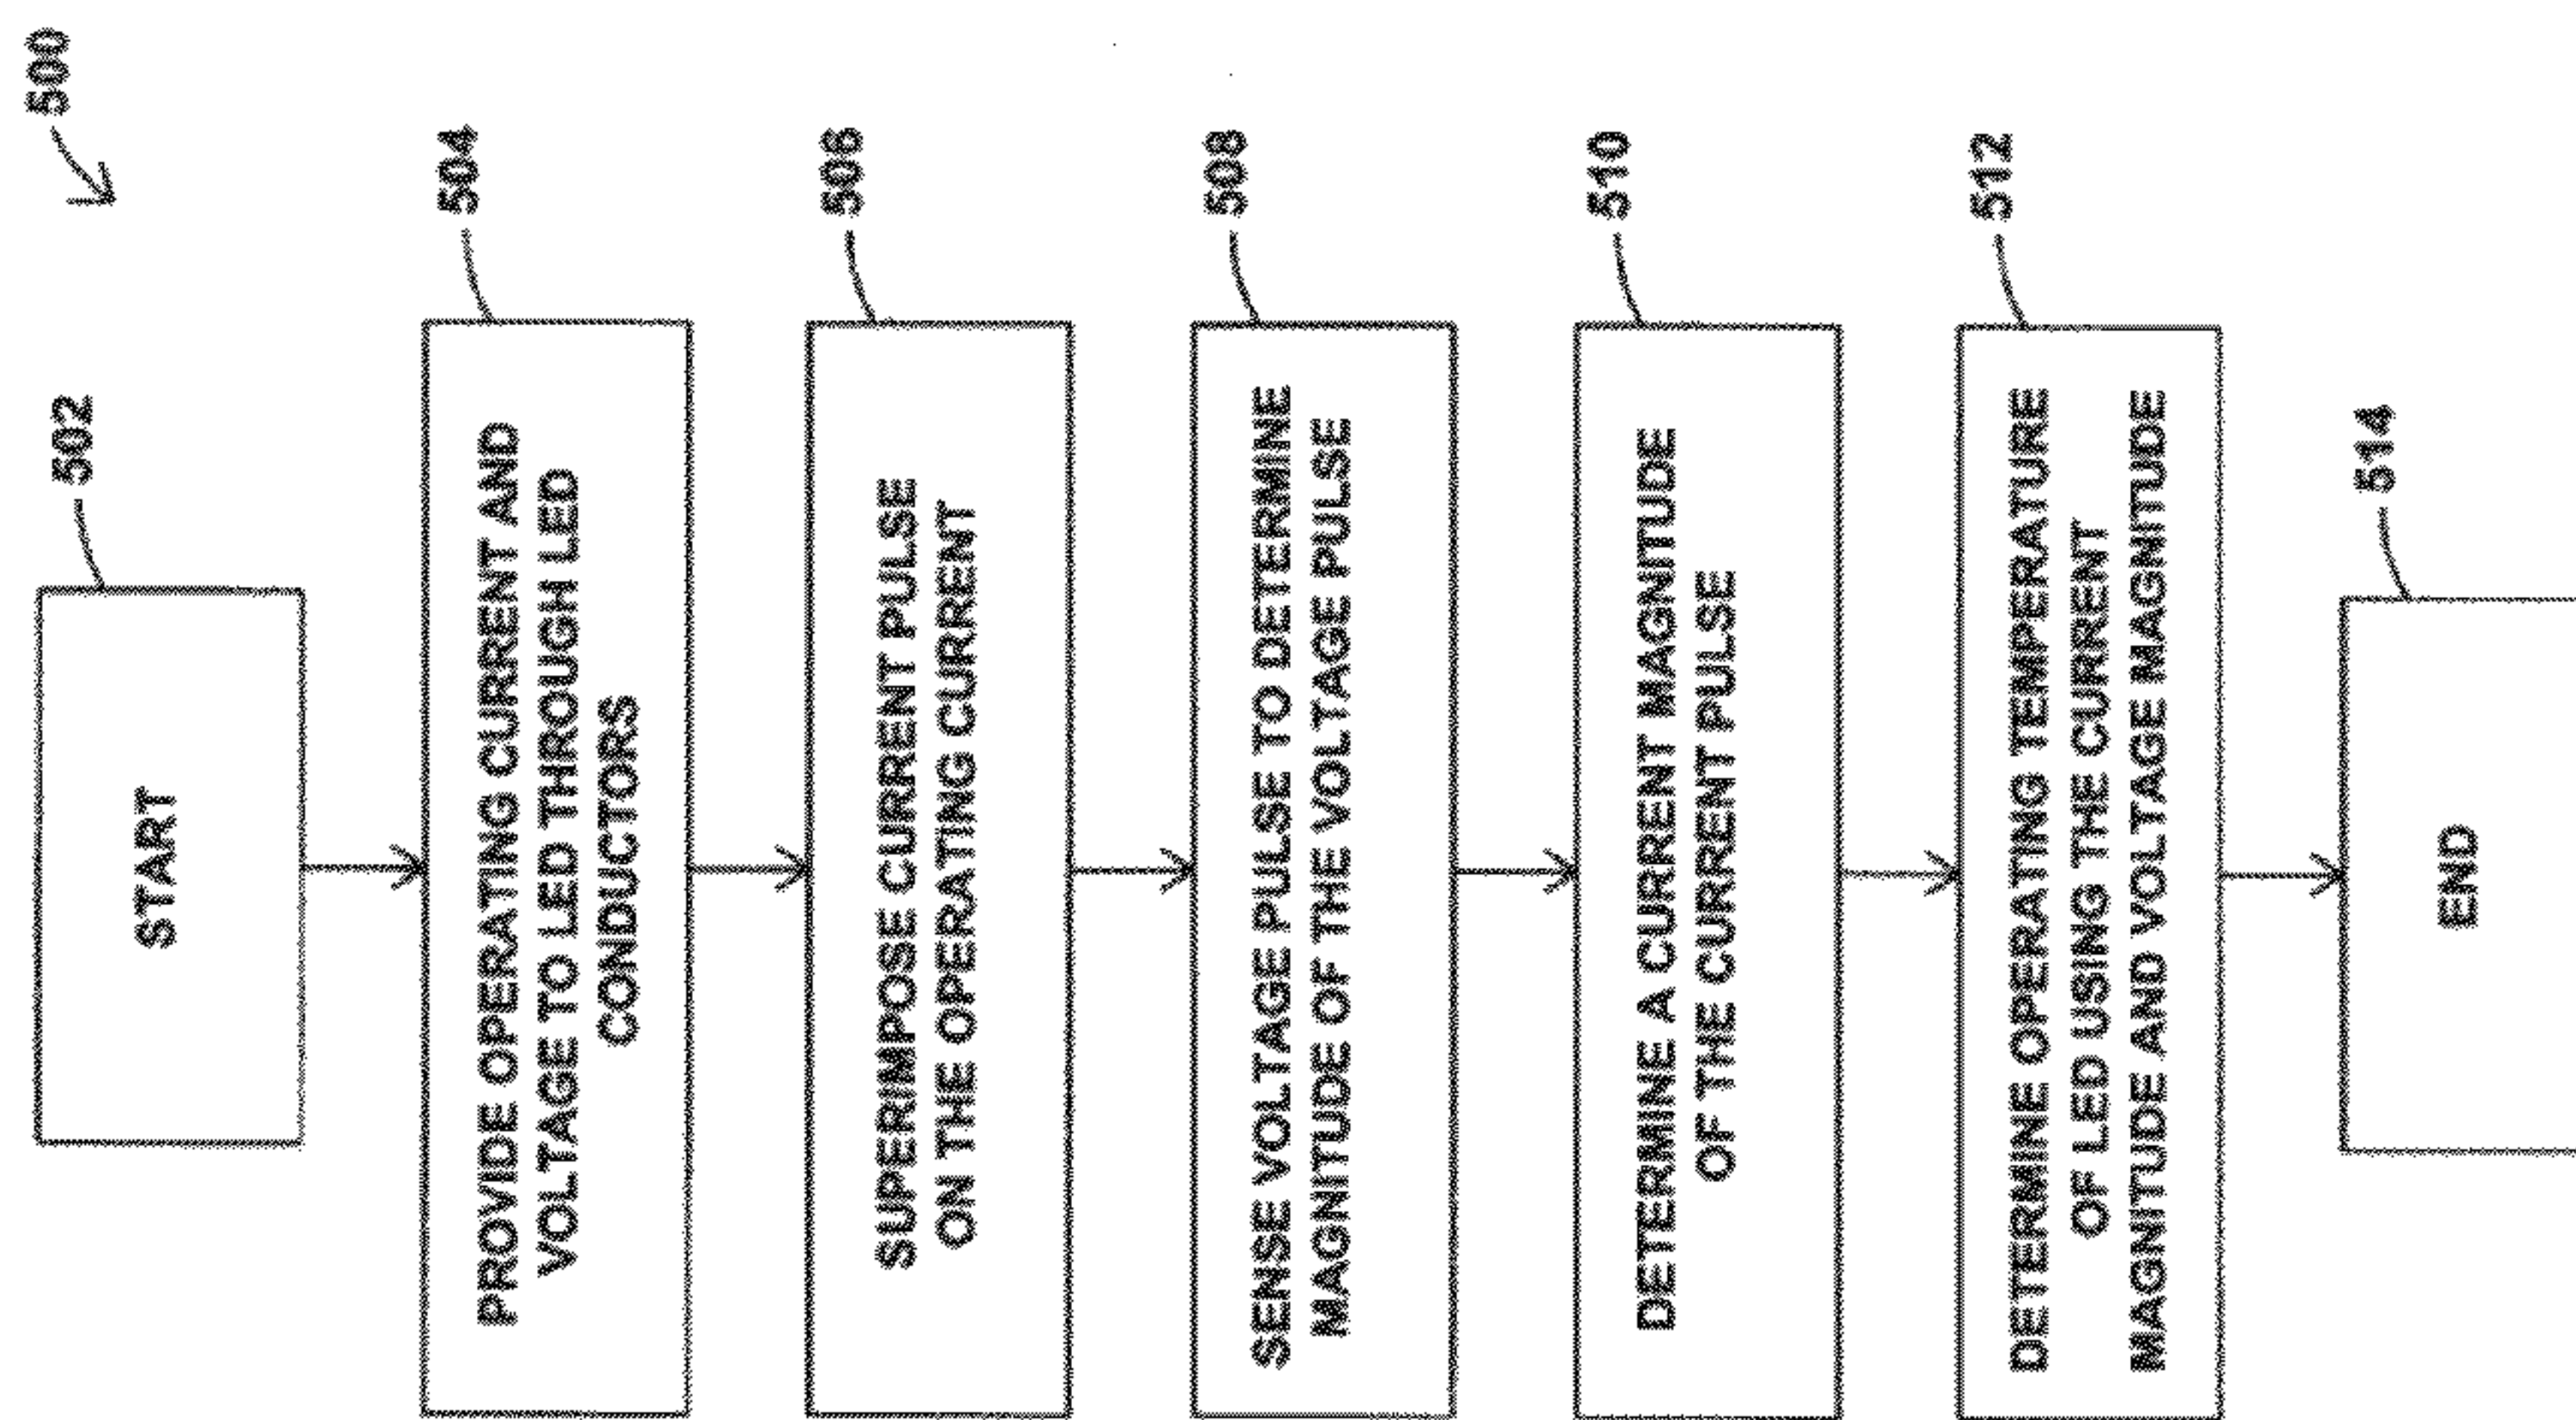 500
502
START
504
PROVIDE OPERATING CURRENT AND
VOLTAGE TO LED THROUGH LED
CONDUCTORS
506
SUPERIMPOSE CURRENT PULSE
ON THE OPERATING CURRENT
508
SENSE VOLTAGE PULSE TO DETERMINE
MAGNITUDE OF THE VOLTAGE PULSE
510
DETERMINE A CURRENT MAGNITUDE
OF THE CURRENT PULSE
512
DETERMINE OPERATING TEMPERATURE
OF LED USING THE CURRENT
MAGNITUDE AND VOLTAGE MAGNITUDE
514
END